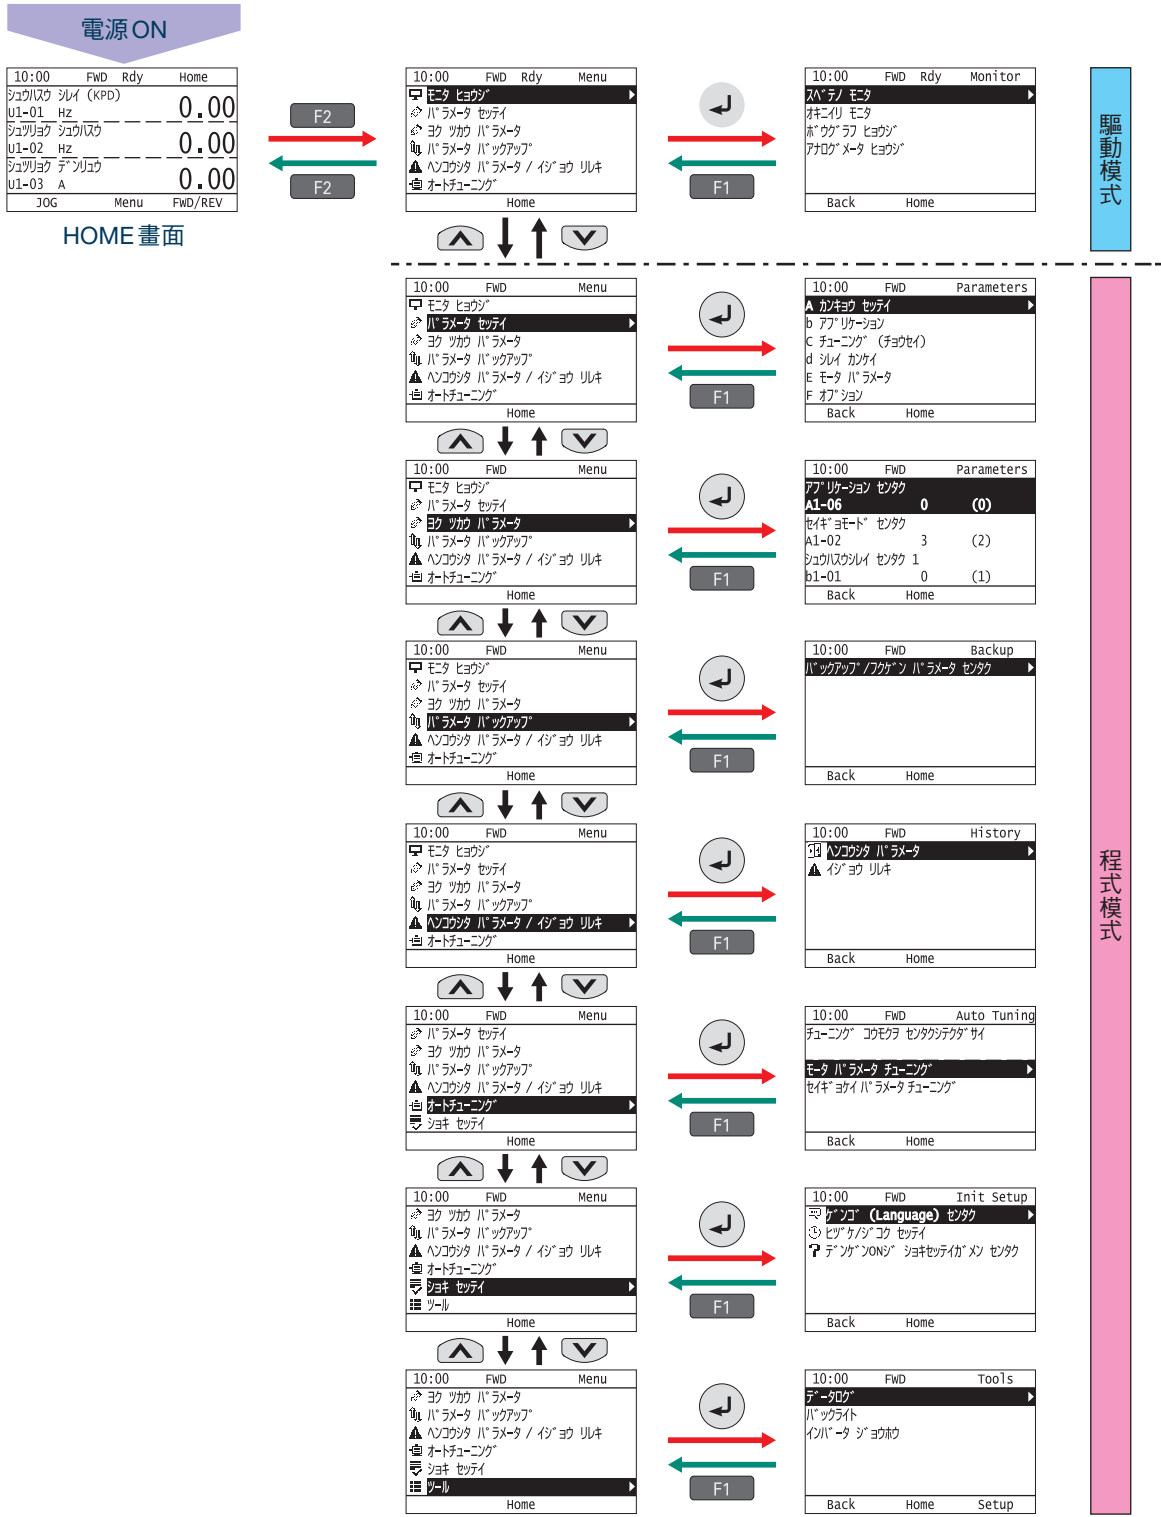 電源ON
10:00 FWD Rdy Home
シュウハスウ シレイ (KPD)
U1-01 Hz 0.00
シュツリョク シュウハスウ
U1-02 Hz 0.00
シュツリョク デンリュウ
U1-03 A 0.00
JOG Menu FWD/REV
HOME畫面
F2
F2
10:00 FWD Rdy Menu
モニタ ヒョウジ
パラメータ セッテイ
ヨク ツカウ パラメータ
パラメータ バックアップ
ヘンコウシタ パラメータ / イジョウ リレキ
オートチューニング
Home
F1
10:00 FWD Rdy Monitor
スベテノ モニタ
オキニイリ モニタ
ボウグラフ ヒョウジ
アナログメータ ヒョウジ
Back Home
驅動模式
10:00 FWD Menu
モニタ ヒョウジ
パラメータ セッテイ
ヨク ツカウ パラメータ
パラメータ バックアップ
ヘンコウシタ パラメータ / イジョウ リレキ
オートチューニング
Home
F1
10:00 FWD Parameters
A カンキョウ セッテイ
b アプリケーション
C チューニング (チョウセイ)
d シレイ カンケイ
E モータ パラメータ
F オプション
Back Home
10:00 FWD Menu
モニタ ヒョウジ
パラメータ セッテイ
ヨク ツカウ パラメータ
パラメータ バックアップ
ヘンコウシタ パラメータ / イジョウ リレキ
オートチューニング
Home
F1
10:00 FWD Parameters
アプリケーション センタク
A1-06 0 (0)
セイギョモード センタク
A1-02 3 (2)
シュウハスウシレイ センタク 1
b1-01 0 (1)
Back Home
10:00 FWD Menu
モニタ ヒョウジ
パラメータ セッテイ
ヨク ツカウ パラメータ
パラメータ バックアップ
ヘンコウシタ パラメータ / イジョウ リレキ
オートチューニング
Home
F1
10:00 FWD Backup
バックアップ/フクゲン パラメータ センタク
Back Home
10:00 FWD Menu
モニタ ヒョウジ
パラメータ セッテイ
ヨク ツカウ パラメータ
パラメータ バックアップ
ヘンコウシタ パラメータ / イジョウ リレキ
オートチューニング
Home
F1
10:00 FWD History
ヘンコウシタ パラメータ
イジョウ リレキ
Back Home
程式模式
10:00 FWD Menu
パラメータ セッテイ
ヨク ツカウ パラメータ
パラメータ バックアップ
ヘンコウシタ パラメータ / イジョウ リレキ
オートチューニング
ショキ セッテイ
Home
F1
10:00 FWD Auto Tuning
チューニング コウモクヲ センタクシテクダサイ
モータ パラメータ チューニング
セイギョケイ パラメータ チューニング
Back Home
10:00 FWD Menu
ヨク ツカウ パラメータ
パラメータ バックアップ
ヘンコウシタ パラメータ / イジョウ リレキ
オートチューニング
ショキ セッテイ
ツール
Home
F1
10:00 FWD Init Setup
ゲンゴ (Language) センタク
ヒヅケ/ジコク セッテイ
デンゲンONジ ショキセッテイガメン センタク
Back Home
10:00 FWD Menu
ヨク ツカウ パラメータ
パラメータ バックアップ
ヘンコウシタ パラメータ / イジョウ リレキ
オートチューニング
ショキ セッテイ
ツール
Home
F1
10:00 FWD Tools
データログ
バックライト
インバータ ジョウホウ
Back Home Setup